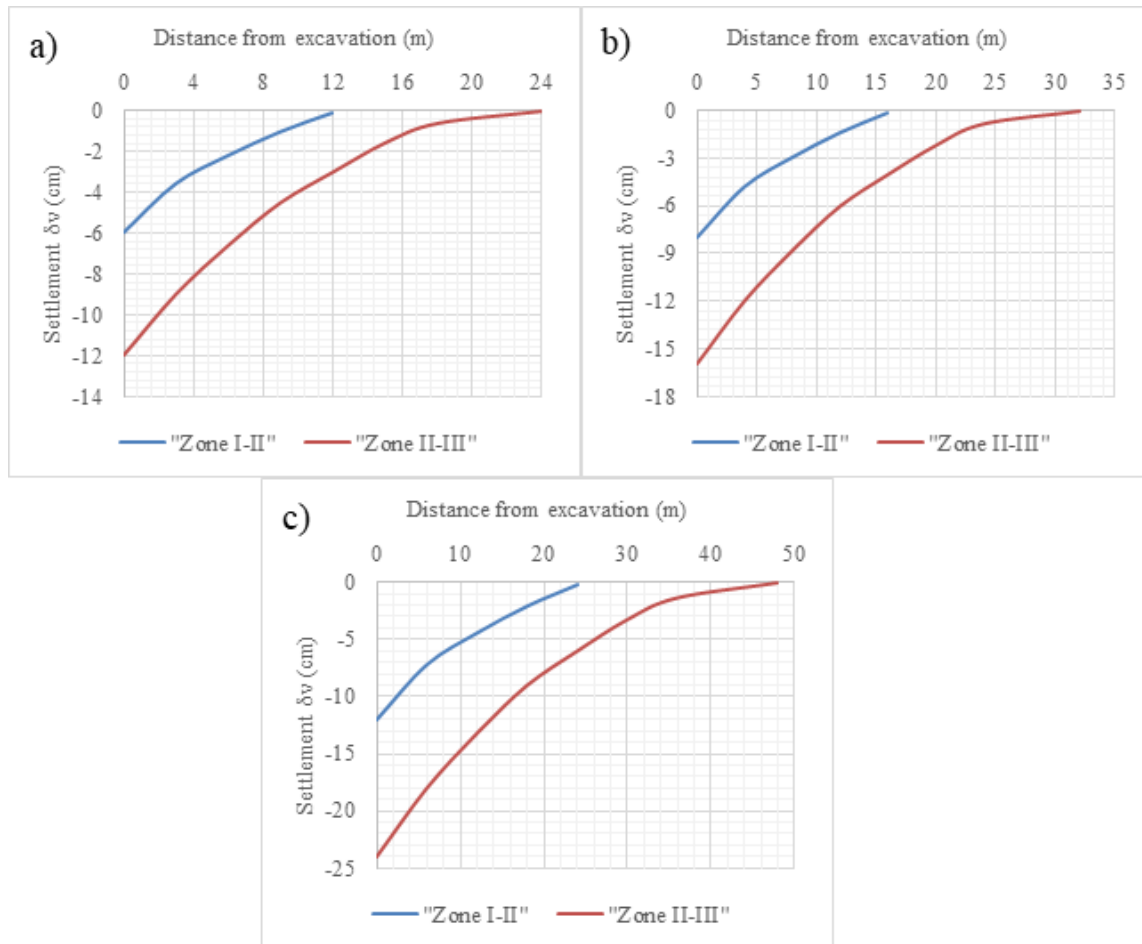 a)
Distance from excavation (m)
0 4 8 12 16 20 24
0
-2
-4
-6
-8
-10
-12
-14
Settlement δv (cm)
"Zone I-II" "Zone II-III"
b)
Distance from excavation (m)
0 5 10 15 20 25 30 35
0
-3
-6
-9
-12
-15
-18
Settlement δv (cm)
"Zone I-II" "Zone II-III"
c)
Distance from excavation (m)
0 10 20 30 40 50
0
-5
-10
-15
-20
-25
Settlement δv (cm)
"Zone I-II" "Zone II-III"